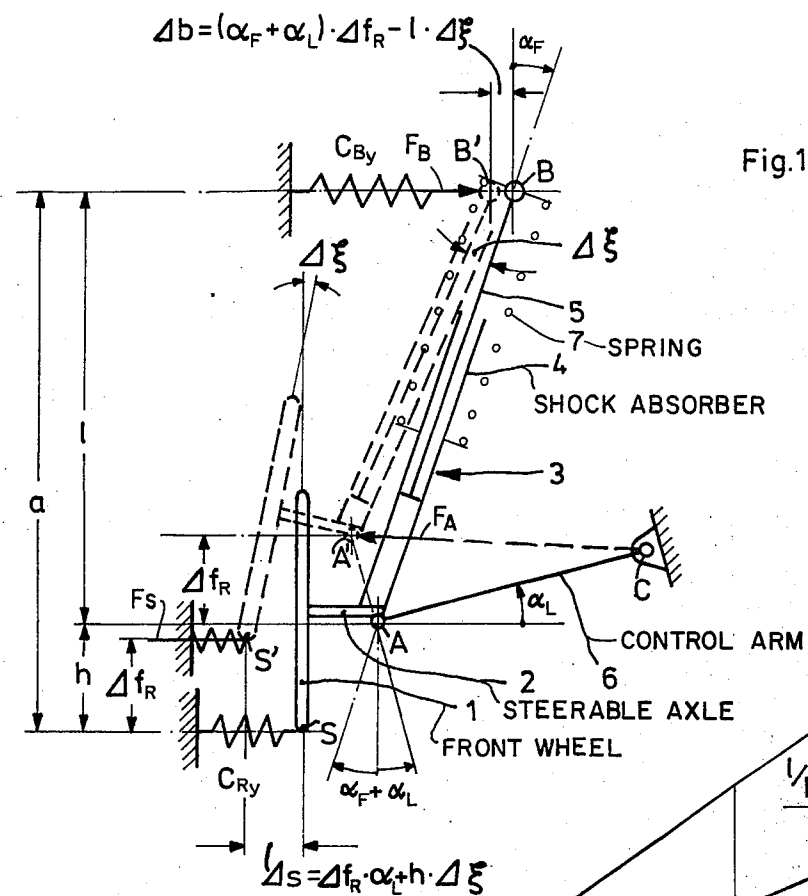 Δb=(α_F+α_L)·Δf_R-l·Δξ
α_F
Fig.1
C_By
F_B
B'
B
Δξ
Δξ
5
7-SPRING
4
SHOCK ABSORBER
l
3
a
F_A
A'
C
Δf_R
α_L
F_S
A
CONTROL ARM
6
h
S'
Δf_R
2
STEERABLE AXLE
1
S
FRONT WHEEL
C_Ry
α_F+α_L
Δs=Δf_R·α_L+h·Δξ